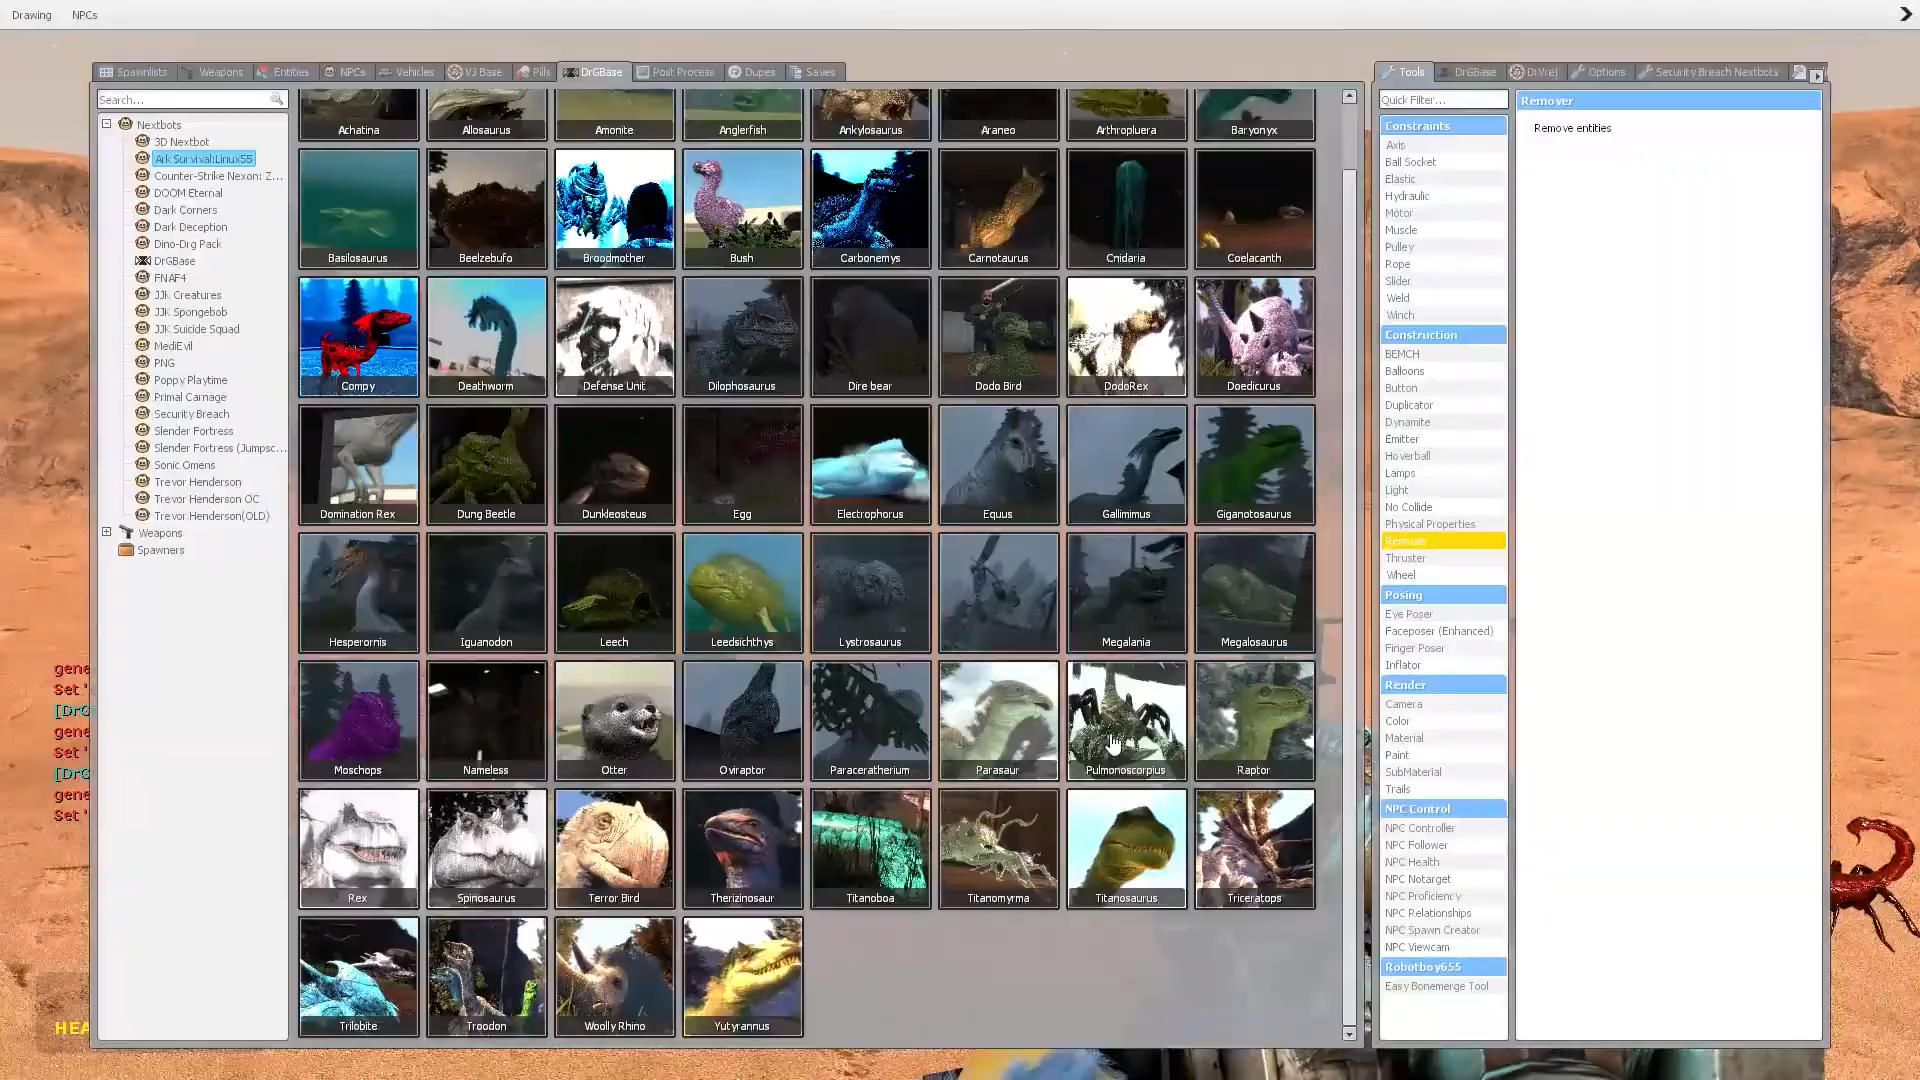 Drawing NPCs
Spawnlists Weapons Entities NPCs Vehicles VJ Base Pills DrGBase Post Process Dupes Saves
Tools DrGBase DrVrej Options Security Breach Nextbots
Search...
Nextbots
3D Nextbot
Ark Survival:Linux55
Counter-Strike Nexon: Z...
DOOM Eternal
Dark Corners
Dark Deception
Dino-Drg Pack
DrGBase
FNAF4
JJK Creatures
JJK Spongebob
JJK Suicide Squad
MediEvil
PNG
Poppy Playtime
Primal Carnage
Security Breach
Slender Fortress
Slender Fortress (Jumpsc...
Sonic Omens
Trevor Henderson
Trevor Henderson OC
Trevor Henderson(OLD)
Weapons
Spawners
Achatina Allosaurus Amonite Anglerfish Ankylosaurus Araneo Arthropluera Baryonyx
Basilosaurus Beelzebufo Broodmother Bush Carbonemys Carnotaurus Cnidaria Coelacanth
Compy Deathworm Defense Unit Dilophosaurus Dire bear Dodo Bird DodoRex Doedicurus
Domination Rex Dung Beetle Dunkleosteus Egg Electrophorus Equus Gallimimus Giganotosaurus
Hesperornis Iguanodon Leech Leedsichthys Lystrosaurus Megalania Megalosaurus
Moschops Nameless Otter Oviraptor Paraceratherium Parasaur Pulmonoscorpius Raptor
Rex Spinosaurus Terror Bird Therizinosaur Titanoboa Titanomyrma Titanosaurus Triceratops
Trilobite Troodon Woolly Rhino Yutyrannus
Quick Filter...
Constraints
Axis
Ball Socket
Elastic
Hydraulic
Motor
Muscle
Pulley
Rope
Slider
Weld
Winch
Construction
BEMCH
Balloons
Button
Duplicator
Dynamite
Emitter
Hoverball
Lamps
Light
No Collide
Physical Properties
Remover
Thruster
Wheel
Posing
Eye Poser
Faceposer (Enhanced)
Finger Poser
Inflator
Render
Camera
Color
Material
Paint
SubMaterial
Trails
NPC Control
NPC Controller
NPC Follower
NPC Health
NPC Notarget
NPC Proficiency
NPC Relationships
NPC Spawn Creator
NPC Viewcam
Robotboy655
Easy Bonemerge Tool
Remover
Remove entities
gene
Set '
[DrG
gene
Set '
[DrG
gene
Set '
HEA